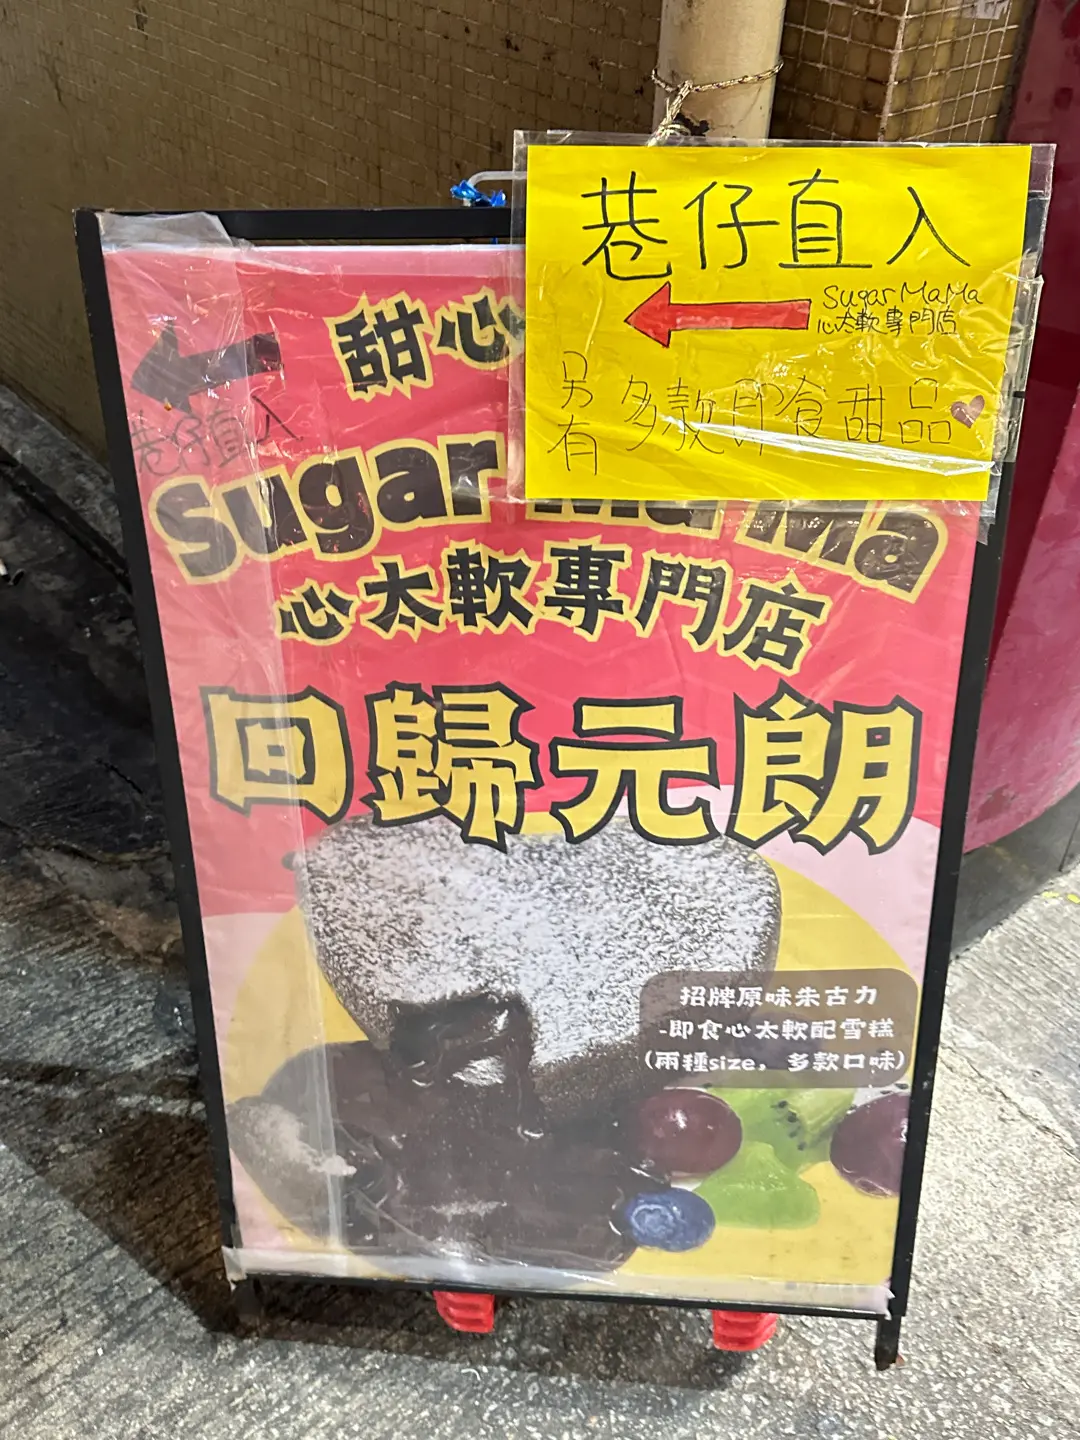 巷仔直入
Sugar MaMa
心太軟專門店
另有多款即食甜品
甜心
巷仔直入
Sugar MaMa
心太軟專門店
回歸元朗
招牌原味朱古力
-即食心太軟配雪糕
(兩種size，多款口味)